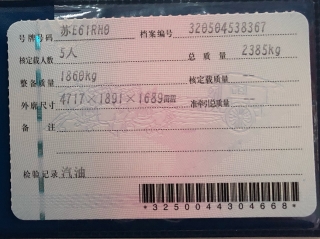 号牌号码 苏E61RH0 档案编号 320504538367
核定载人数 5人 总质量 2385kg
整备质量 1860kg 核定载质量 --
外廓尺寸 4717×1891×1689mm 准牵引总质量 --
备注
检验记录 汽油
*3250044304668*